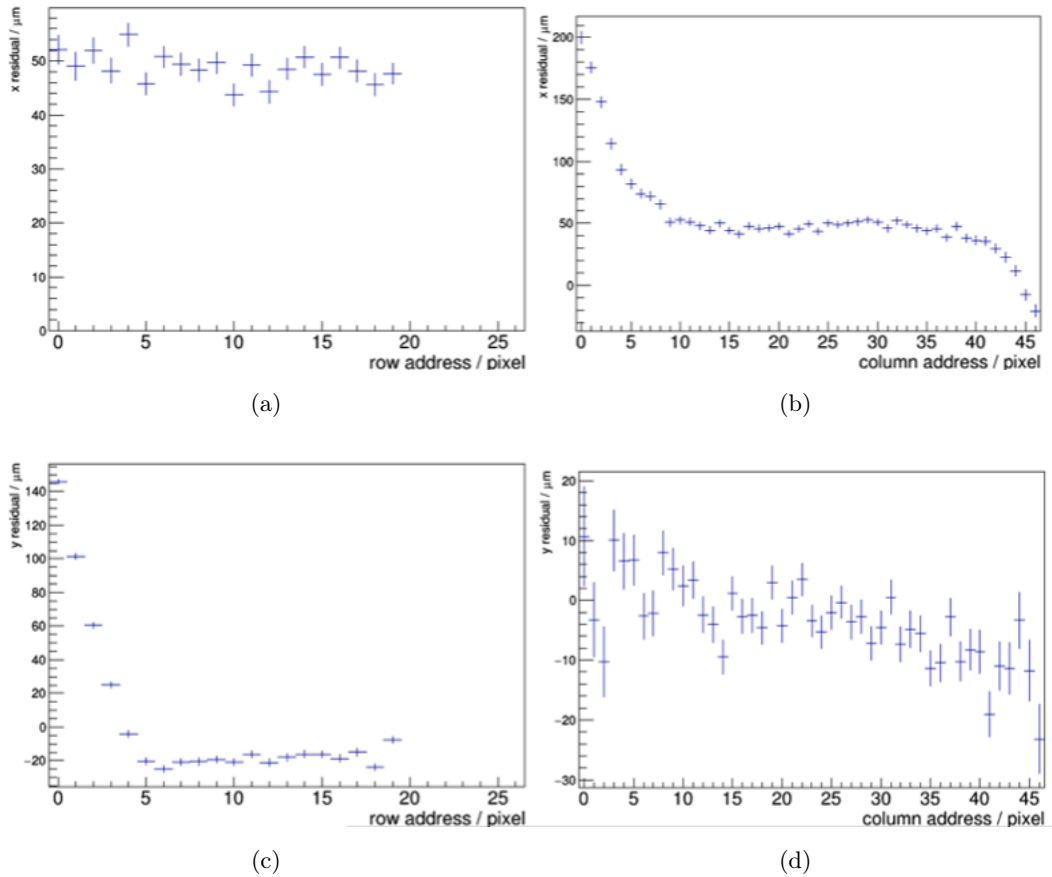 x residual / μm
50
40
30
20
10
0
0 5 10 15 20 25
row address / pixel
(a)
x residual / μm
200
150
100
50
0
0 5 10 15 20 25 30 35 40 45
column address / pixel
(b)
y residual / μm
140
120
100
80
60
40
20
0
−20
0 5 10 15 20 25
row address / pixel
(c)
y residual / μm
20
10
0
−10
−20
−30
0 5 10 15 20 25 30 35 40 45
column address / pixel
(d)